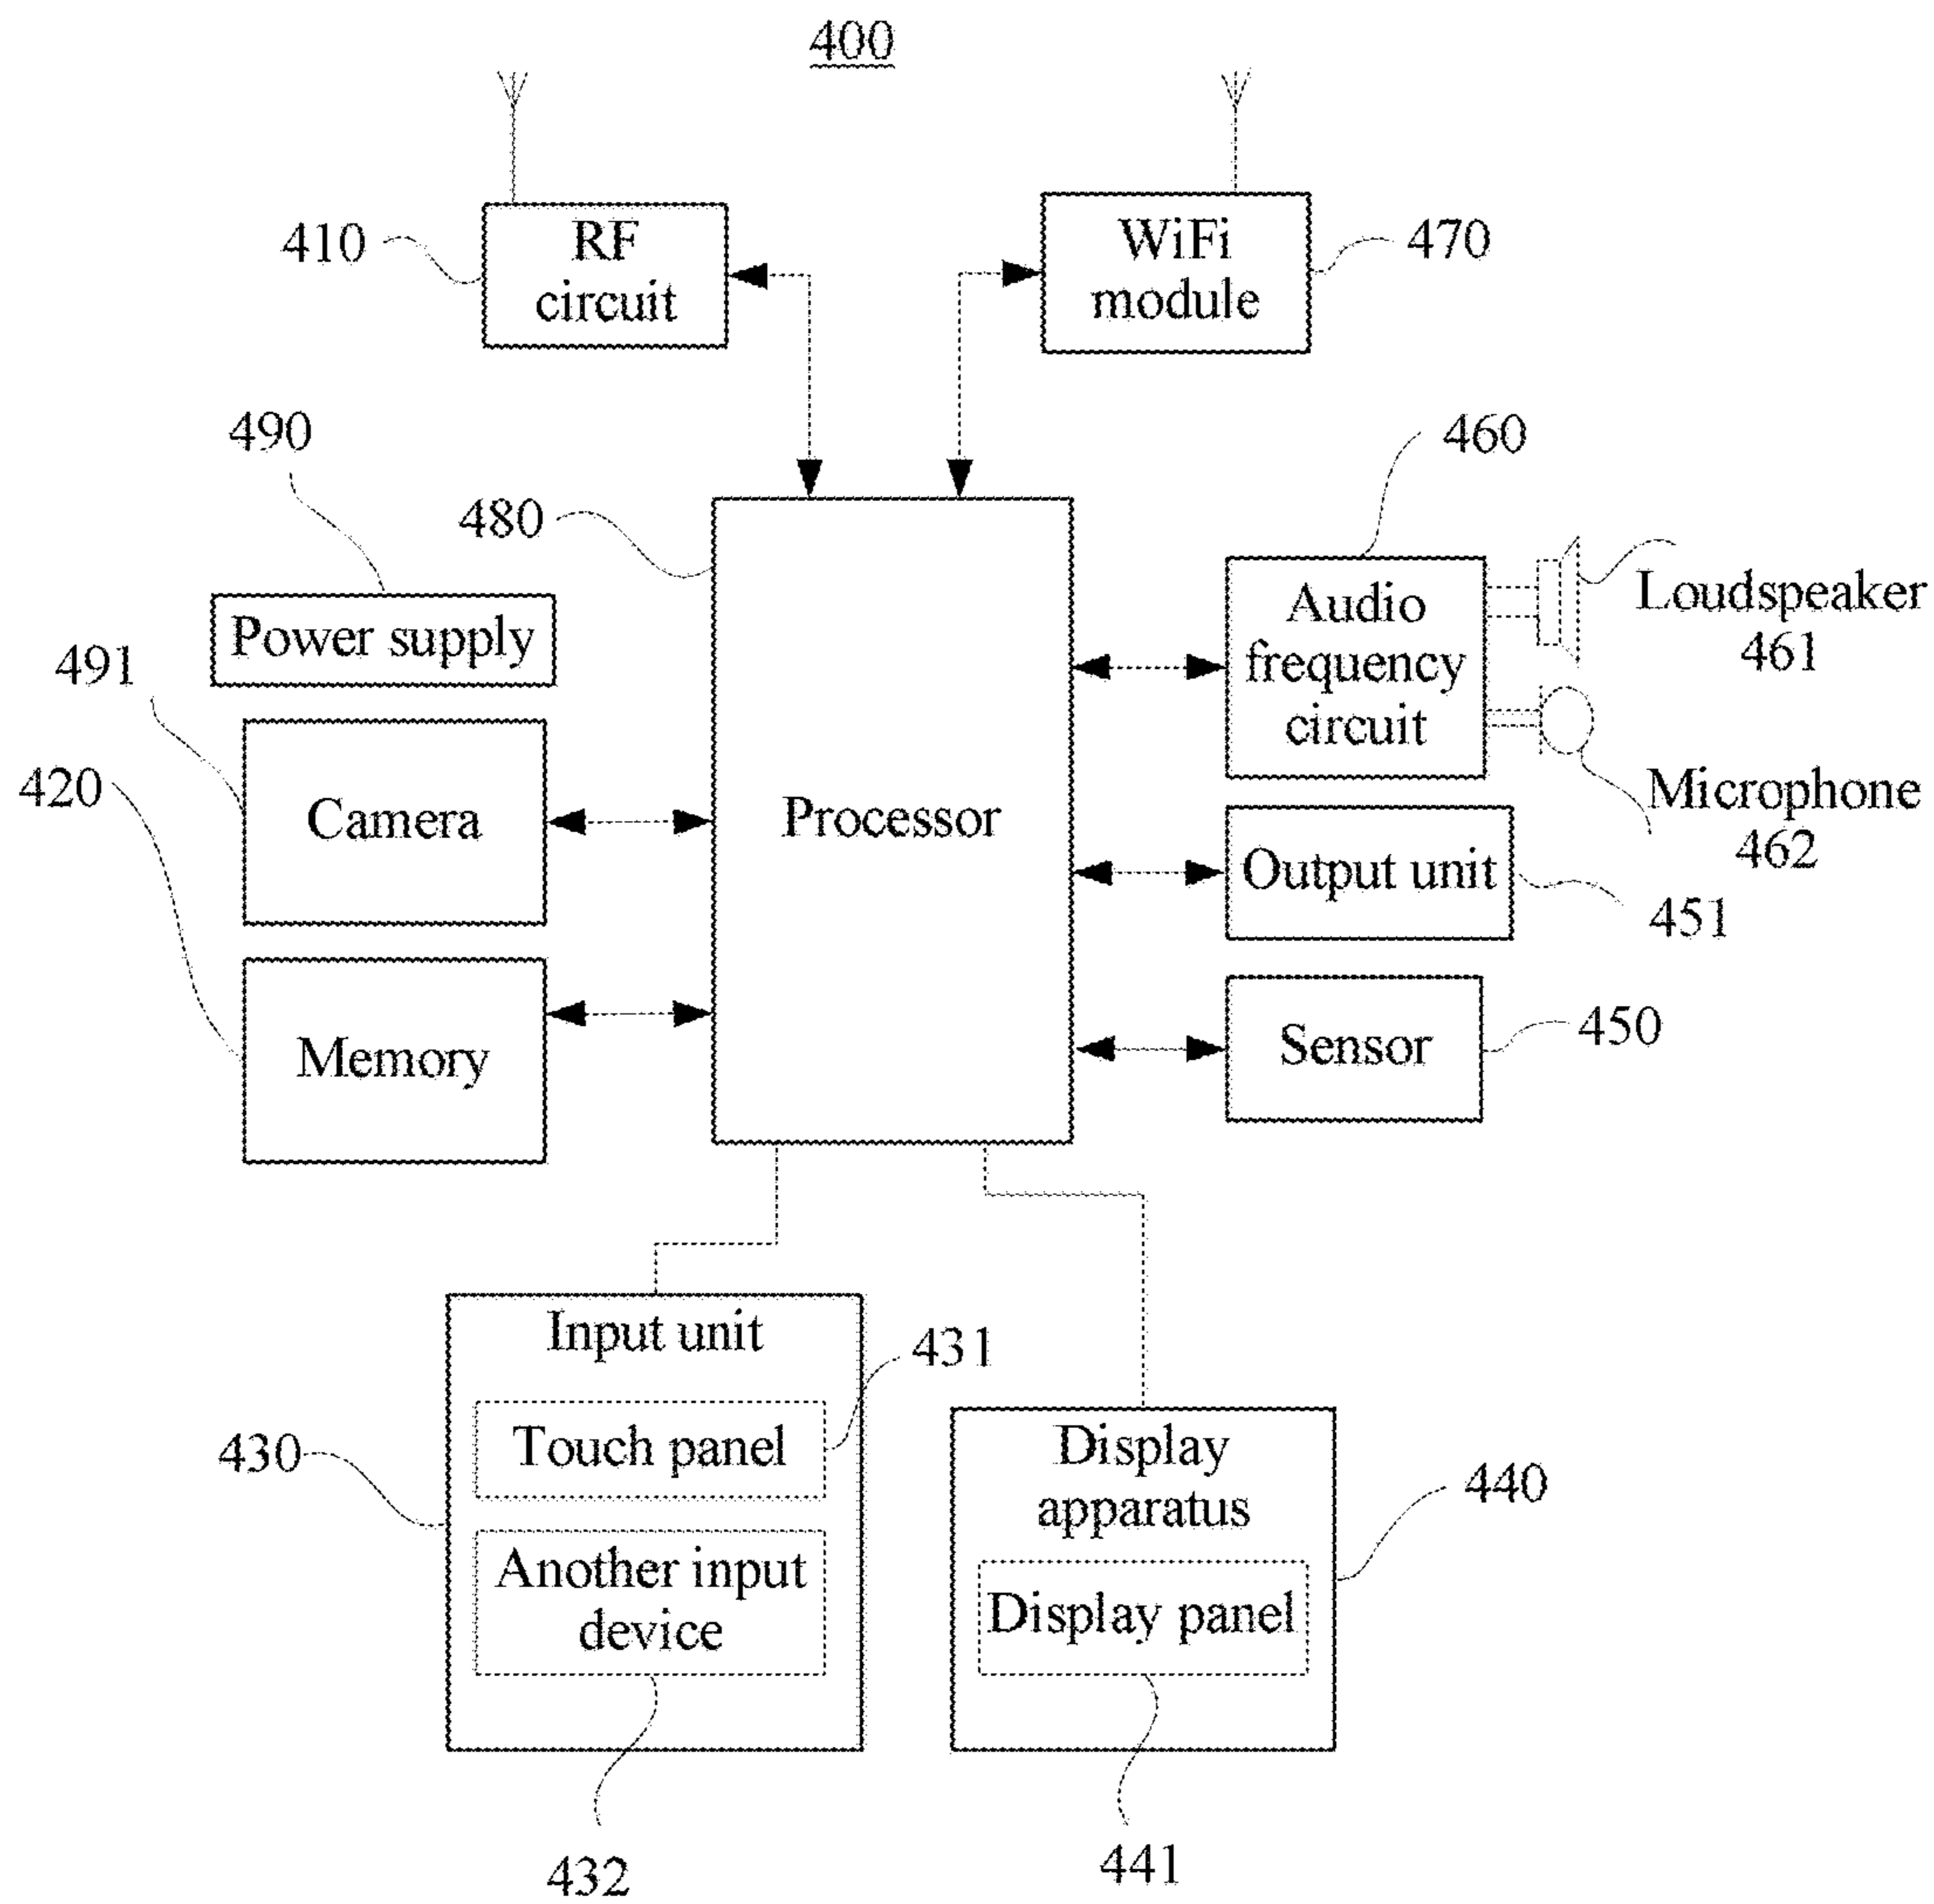 400
410
RF
circuit
WiFi
module
470
490
480
460
Power supply
491
Audio
frequency
circuit
Loudspeaker
461
420
Camera
Processor
Microphone
462
Output unit
451
Memory
Sensor
450
Input unit
431
Touch panel
430
Another input
device
432
Display
apparatus
440
Display panel
441